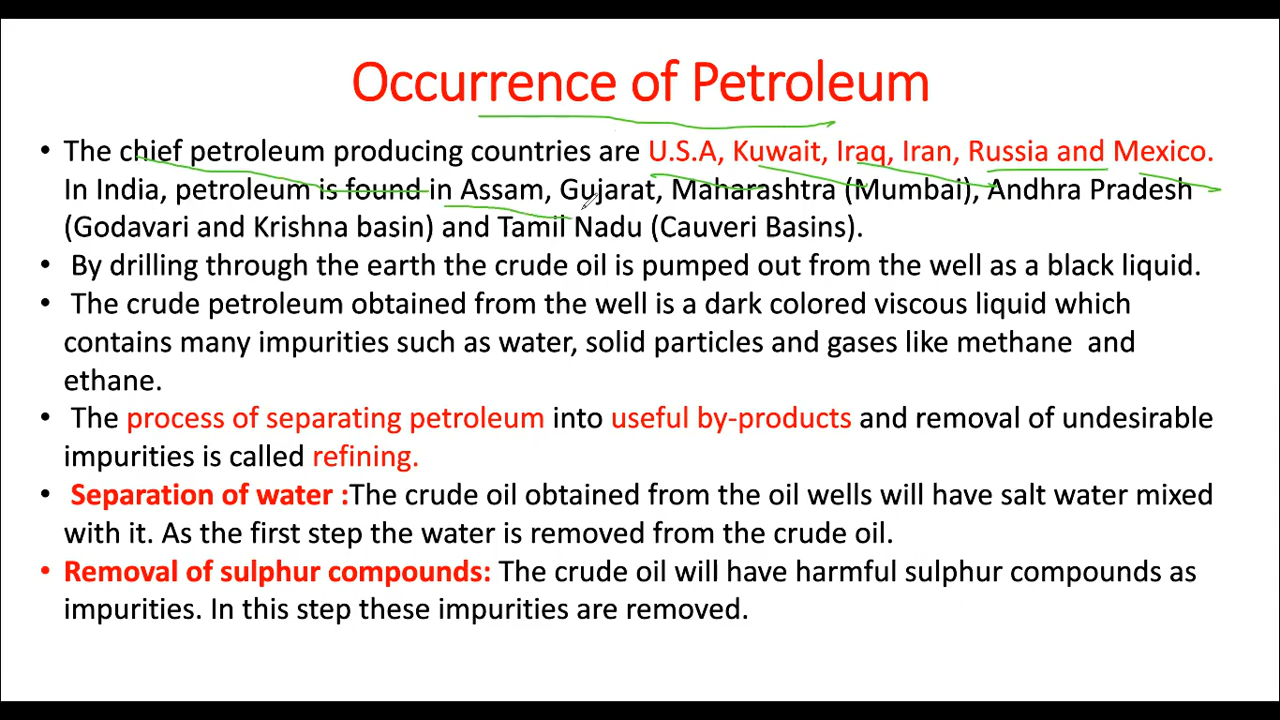 Occurrence of Petroleum
• The chief petroleum producing countries are U.S.A, Kuwait, Iraq, Iran, Russia and Mexico.
In India, petroleum is found in Assam, Gujarat, Maharashtra (Mumbai), Andhra Pradesh
(Godavari and Krishna basin) and Tamil Nadu (Cauveri Basins).
• By drilling through the earth the crude oil is pumped out from the well as a black liquid.
• The crude petroleum obtained from the well is a dark colored viscous liquid which
contains many impurities such as water, solid particles and gases like methane and
ethane.
• The process of separating petroleum into useful by-products and removal of undesirable
impurities is called refining.
• Separation of water :The crude oil obtained from the oil wells will have salt water mixed
with it. As the first step the water is removed from the crude oil.
• Removal of sulphur compounds: The crude oil will have harmful sulphur compounds as
impurities. In this step these impurities are removed.